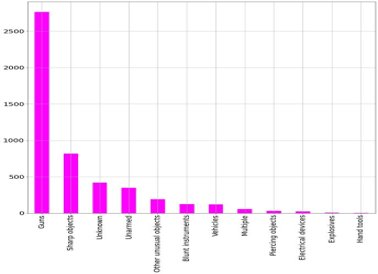 2500
2000
1500
1000
500
0
Guns
Sharp objects
Unknown
Unarmed
Other unusual objects
Blunt instruments
Vehicles
Multiple
Piercing objects
Electrical devices
Explosives
Hand tools